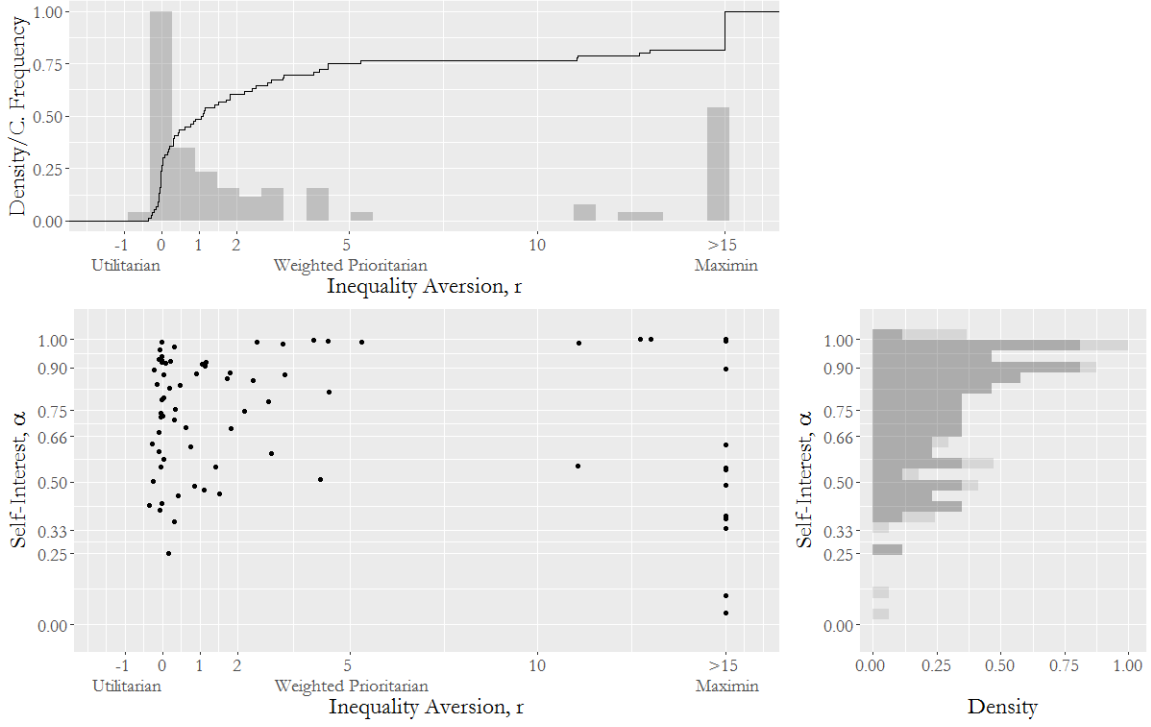 Density/C. Frequency
1.00
0.75
0.50
0.25
0.00
-1 0 1 2 5 10 >15
Utilitarian Weighted Prioritarian Maximin
Inequality Aversion, r
Self-Interest, α
1.00
0.90
0.75
0.66
0.50
0.33
0.25
0.00
-1 0 1 2 5 10 >15
Utilitarian Weighted Prioritarian Maximin
Inequality Aversion, r
Self-Interest, α
1.00
0.90
0.75
0.66
0.50
0.33
0.25
0.00
0.00 0.25 0.50 0.75 1.00
Density